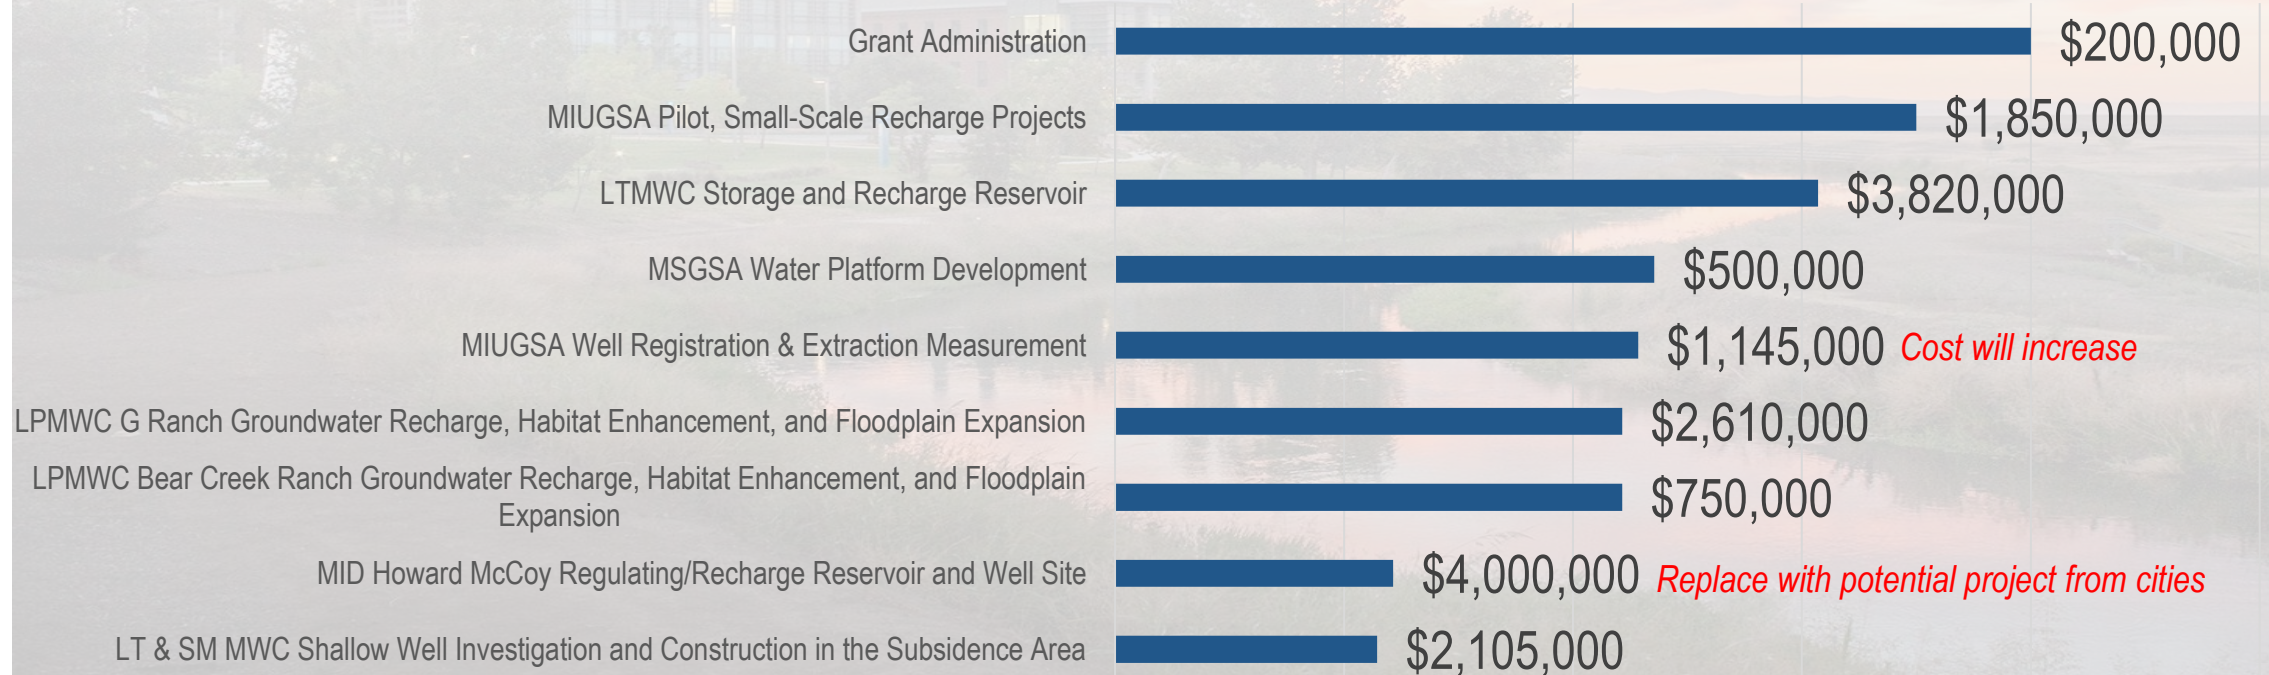 Grant Administration $200,000
MIUGSA Pilot, Small-Scale Recharge Projects $1,850,000
LTMWC Storage and Recharge Reservoir $3,820,000
MSGSA Water Platform Development $500,000
MIUGSA Well Registration & Extraction Measurement $1,145,000 Cost will increase
LPMWC G Ranch Groundwater Recharge, Habitat Enhancement, and Floodplain Expansion $2,610,000
LPMWC Bear Creek Ranch Groundwater Recharge, Habitat Enhancement, and Floodplain
Expansion $750,000
MID Howard McCoy Regulating/Recharge Reservoir and Well Site $4,000,000 Replace with potential project from cities
LT & SM MWC Shallow Well Investigation and Construction in the Subsidence Area $2,105,000